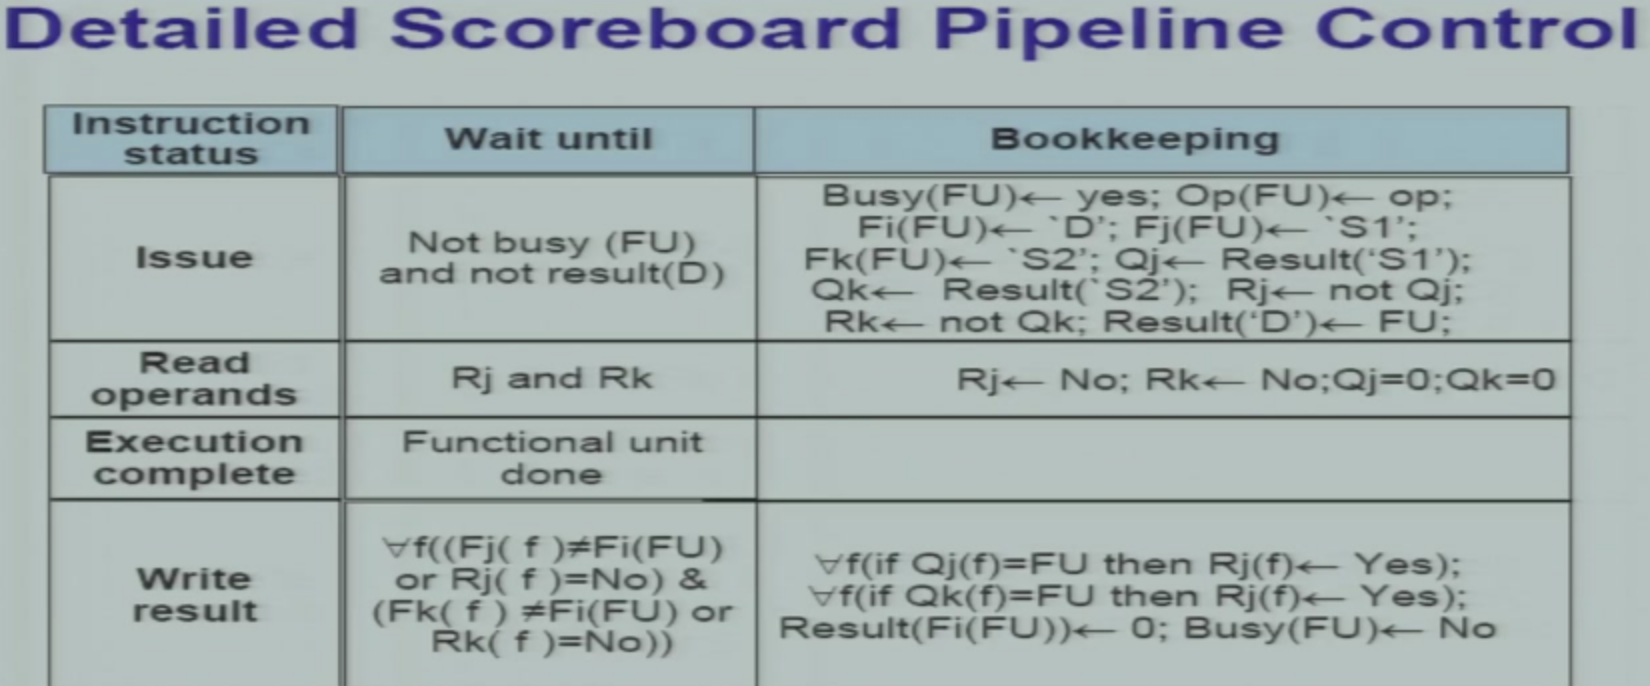 Detailed Scoreboard Pipeline Control
Instruction status
Wait until
Bookkeeping
Issue
Not busy (FU)
and not result(D)
Busy(FU)← yes; Op(FU)← op;
Fi(FU)← `D’; Fj(FU)← `S1’;
Fk(FU)← `S2’; Qj← Result(‘S1’);
Qk← Result(`S2’); Rj← not Qj;
Rk← not Qk; Result(‘D’)← FU;
Read
operands
Rj and Rk
Rj← No; Rk← No;Qj=0;Qk=0
Execution
complete
Functional unit
done
Write
result
∀f((Fj( f )≠Fi(FU)
or Rj( f )=No) &
(Fk( f ) ≠Fi(FU) or
Rk( f )=No))
∀f(if Qj(f)=FU then Rj(f)← Yes);
∀f(if Qk(f)=FU then Rj(f)← Yes);
Result(Fi(FU))← 0; Busy(FU)← No